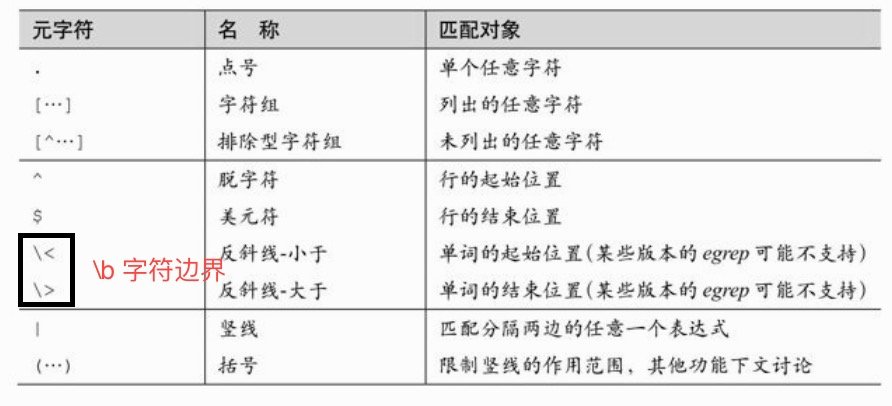 元字符 名 称 匹配对象
. 点号 单个任意字符
[…] 字符组 列出的任意字符
[^…] 排除型字符组 未列出的任意字符
^ 脱字符 行的起始位置
$ 美元符 行的结束位置
\< 反斜线-小于 单词的起始位置(某些版本的 egrep 可能不支持)
\b 字符边界
\> 反斜线-大于 单词的结束位置(某些版本的 egrep 可能不支持)
| 竖线 匹配分隔两边的任意一个表达式
(…) 括号 限制竖线的作用范围，其他功能下文讨论